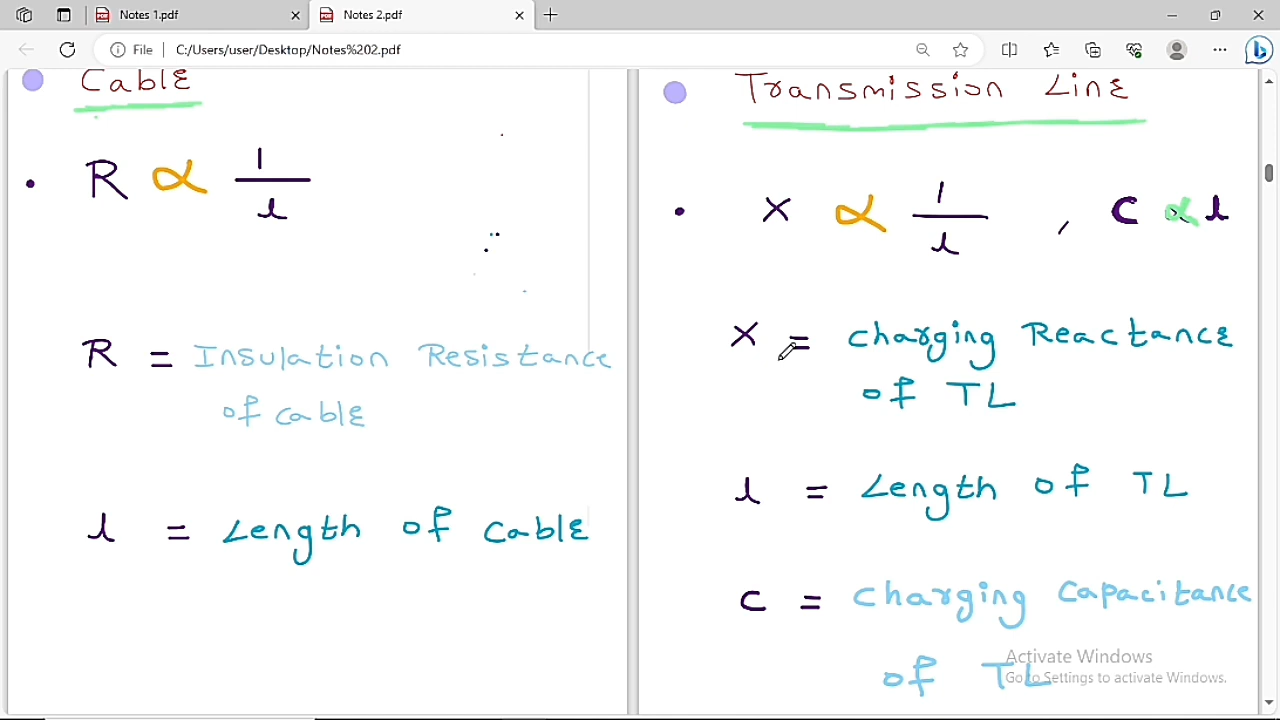 Notes 1.pdf
Notes 2.pdf
File
C:/Users/user/Desktop/Notes%202.pdf
Cable
• R ∝ 1/l
R = Insulation Resistance
of cable
l = Length of cable
Transmission Line
• X ∝ 1/l , C ∝ l
X = Charging Reactance
of TL
l = Length of TL
C = Charging Capacitance
of TL
Activate Windows
Go to Settings to activate Windows.